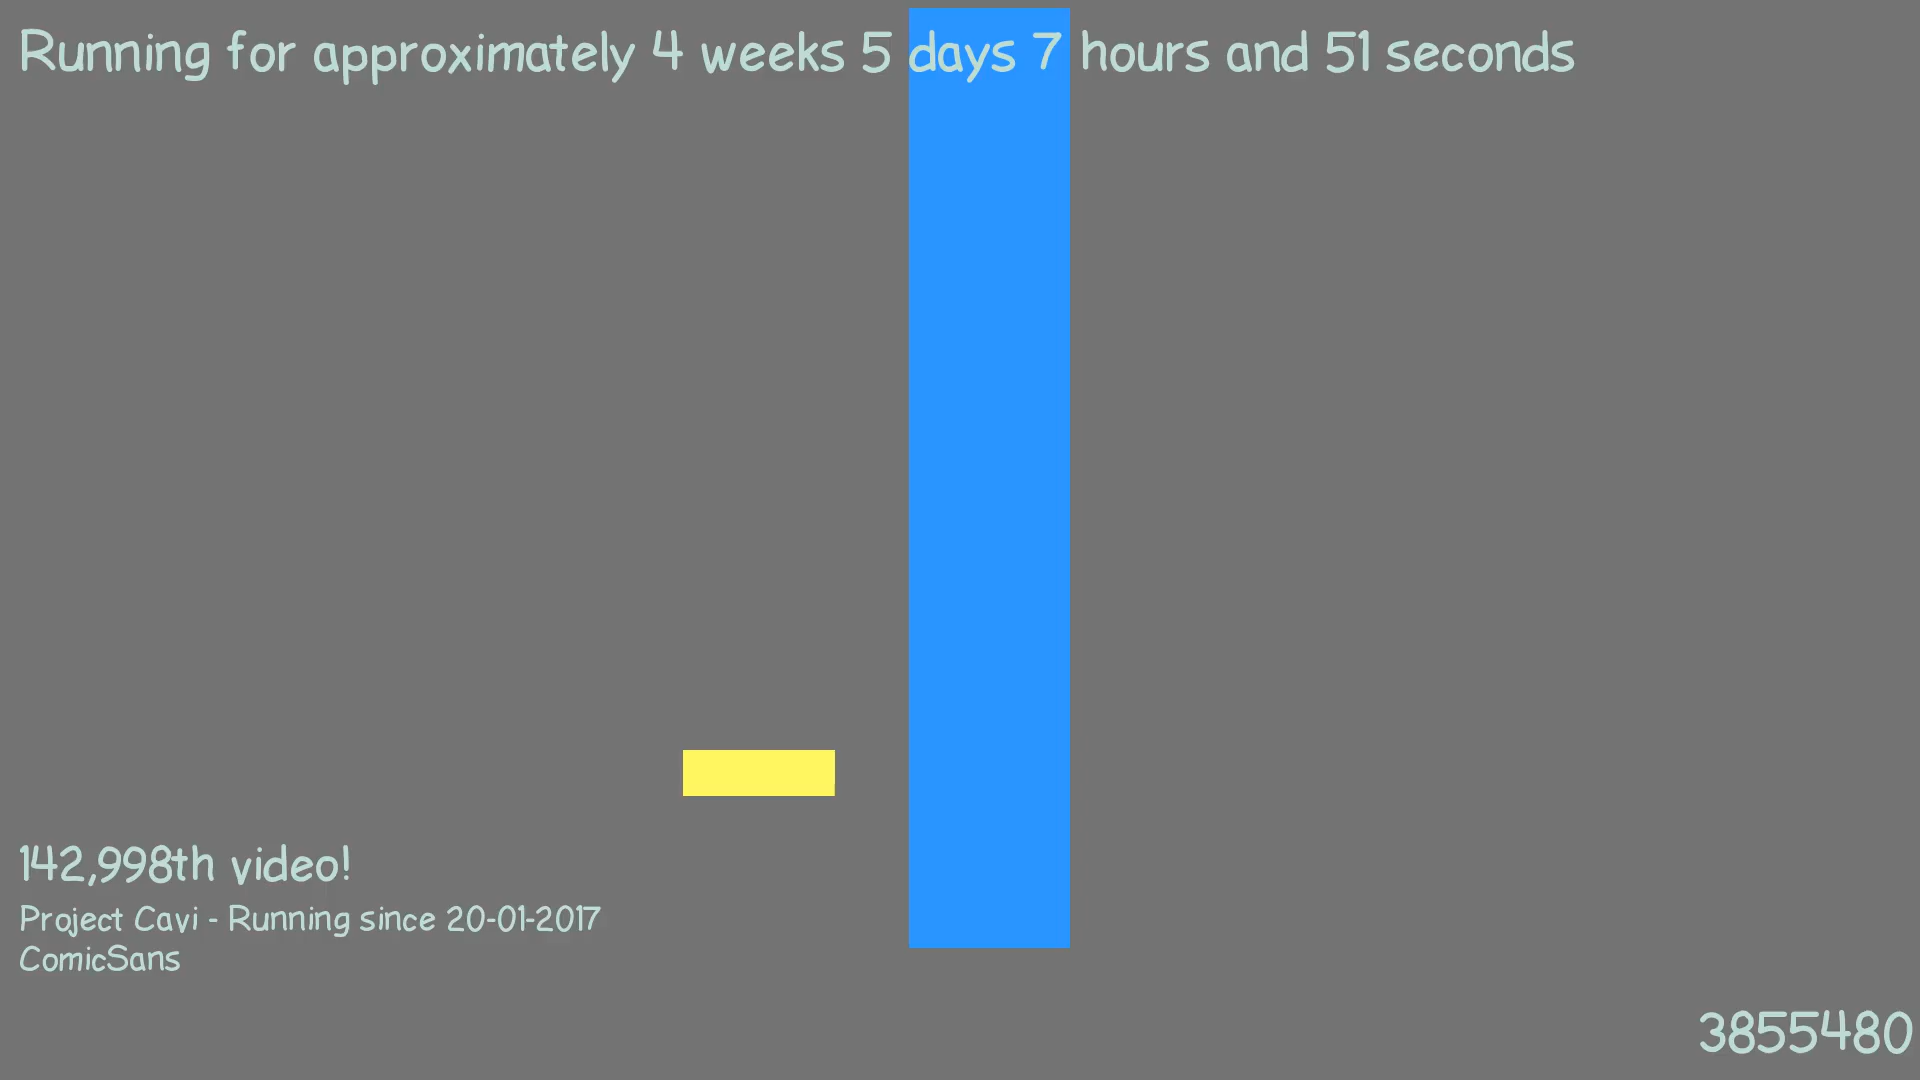 Running for approximately 4 weeks 5 days 7 hours and 51 seconds
142,998th video!
Project Cavi - Running since 20-01-2017
ComicSans
3855480